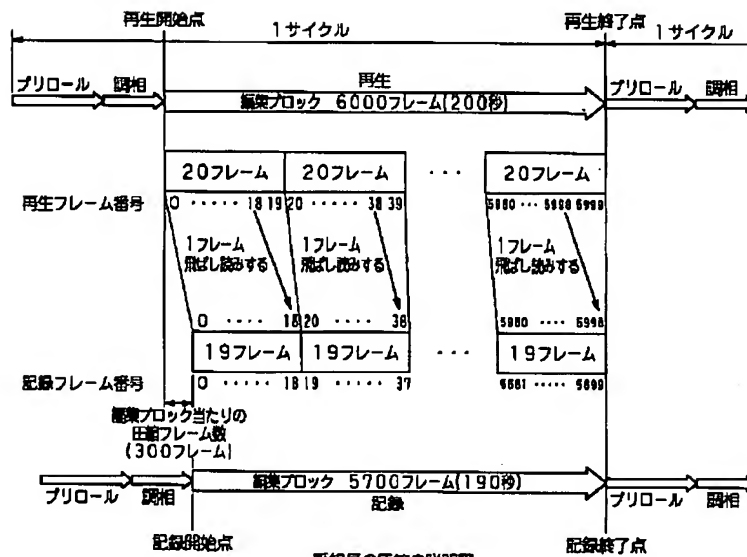 再生開始点 再生終了点
1サイクル 1サイクル
プリロール 調相 再生 プリロール 調相
編集ブロック 6000フレーム(200秒)
20フレーム 20フレーム ・・・ 20フレーム
再生フレーム番号 0 ・・・・・ 18 19 20 ・・・・・ 38 39 5980 ・・・ 5998 5999
1フレーム 1フレーム 1フレーム
飛ばし読みする 飛ばし読みする 飛ばし読みする
0 ・・・・ 18 20 ・・・・ 38 5980 ・・・・ 5998
19フレーム 19フレーム ・・・ 19フレーム
記録フレーム番号 0 ・・・・・ 18 19 ・・・・ 37 5681 ・・・・・ 5699
編集ブロック当たりの
圧縮フレーム数
(300フレーム)
編集ブロック 5700フレーム(190秒)
プリロール 調相 記録 プリロール 調相
記録開始点 記録終了点